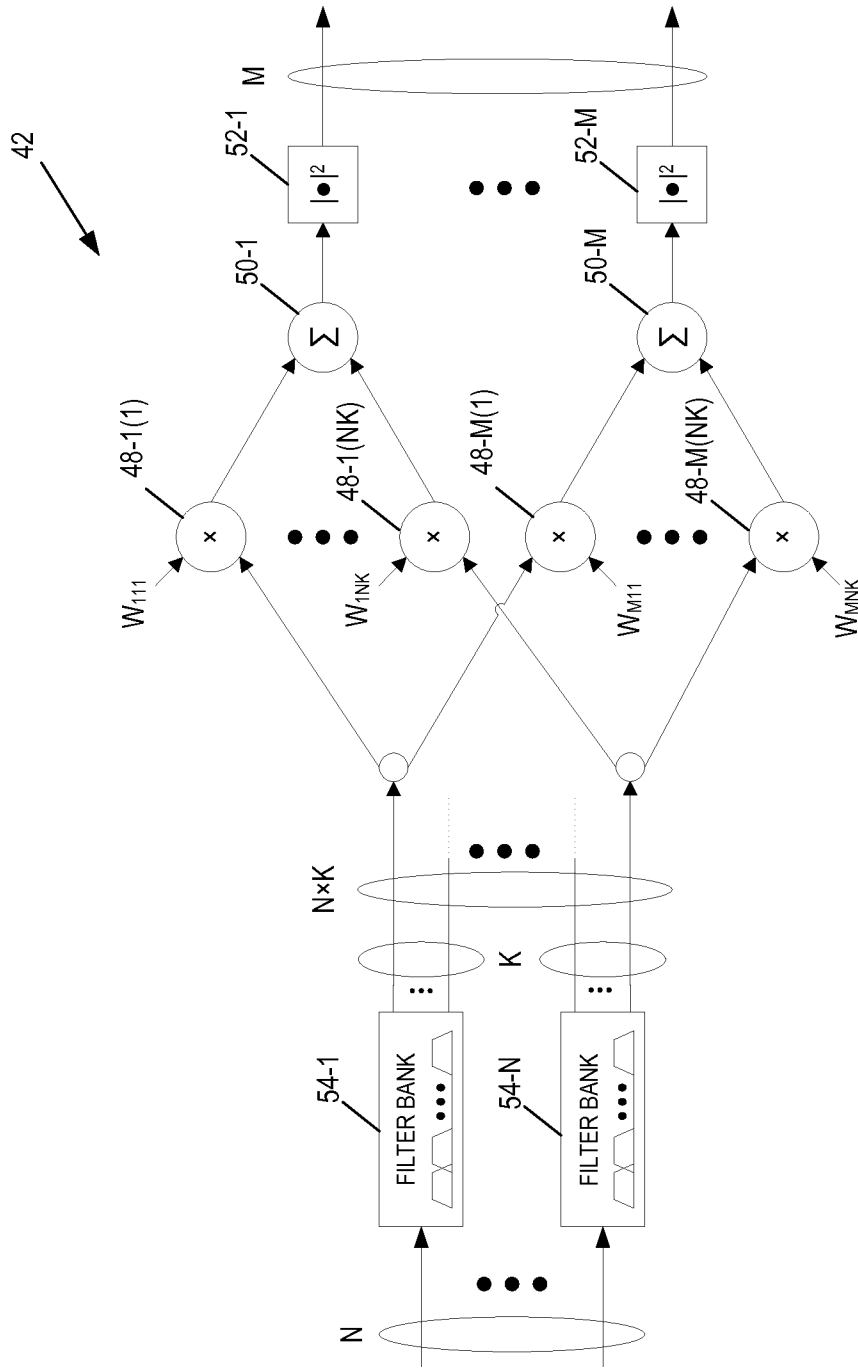 42
N
54-1
FILTER BANK
54-N
FILTER BANK
K
N×K
W111
48-1(1)
W1NK
48-1(NK)
WM11
48-M(1)
WMNK
48-M(NK)
×
×
×
×
50-1
Σ
50-M
Σ
52-1
|●|2
52-M
|●|2
M